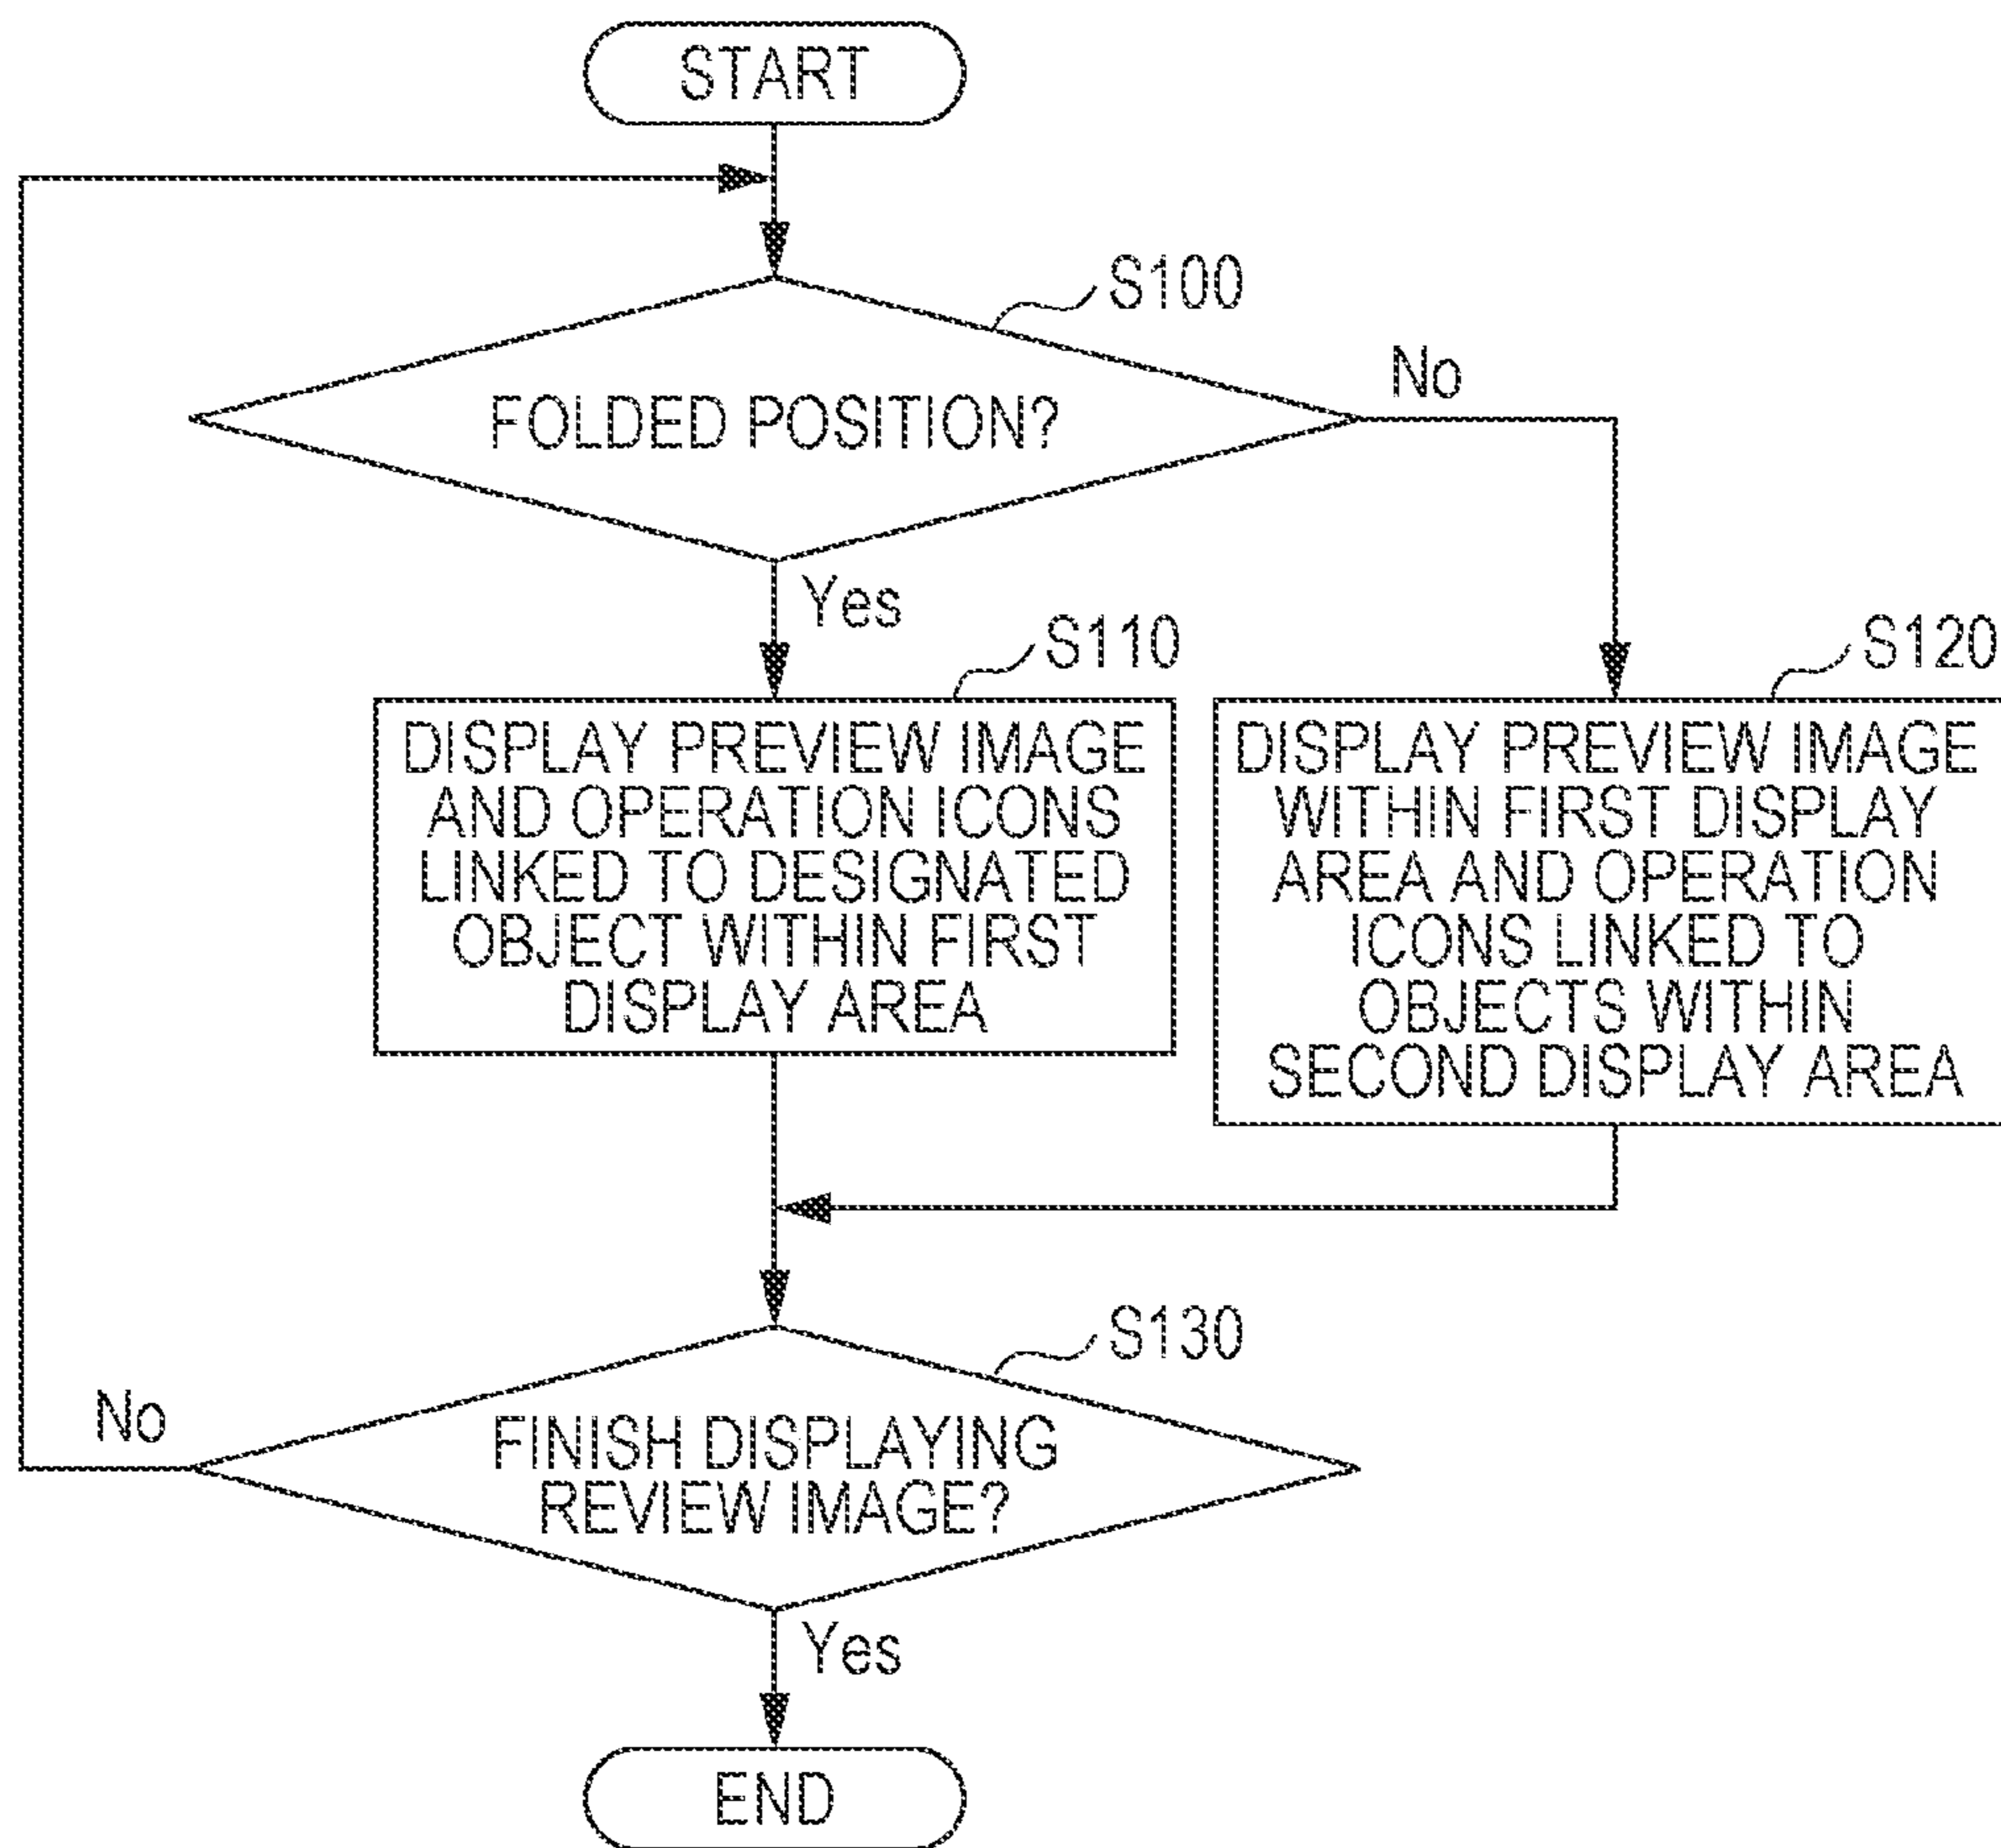 START
S100
No
FOLDED POSITION?
Yes
S110
S120
DISPLAY PREVIEW IMAGE
AND OPERATION ICONS
LINKED TO DESIGNATED
OBJECT WITHIN FIRST
DISPLAY AREA
DISPLAY PREVIEW IMAGE
WITHIN FIRST DISPLAY
AREA AND OPERATION
ICONS LINKED TO
OBJECTS WITHIN
SECOND DISPLAY AREA
S130
No
FINISH DISPLAYING
REVIEW IMAGE?
Yes
END